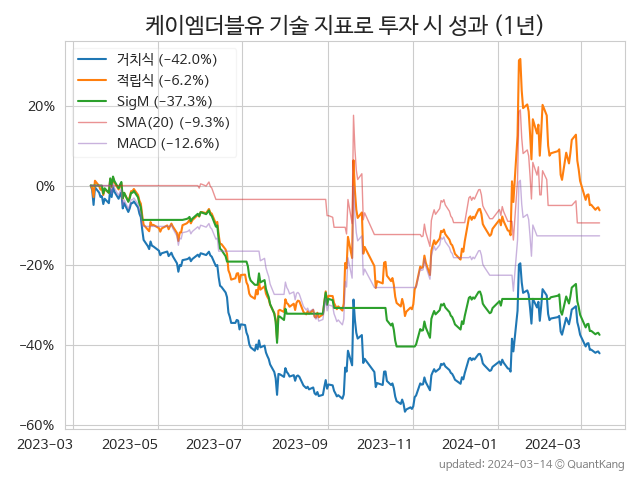 케이엠더블유 기술 지표로 투자 시 성과 (1년)
거치식 (−42.0%)
적립식 (−6.2%)
SigM (−37.3%)
SMA(20) (−9.3%)
MACD (−12.6%)
20%
0%
−20%
−40%
−60%
2023-03 2023-05 2023-07 2023-09 2023-11 2024-01 2024-03
updated: 2024-03-14 © QuantKang